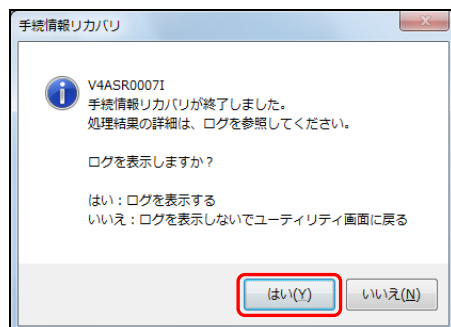 手続情報リカバリ
V4ASR0007I
手続情報リカバリが終了しました。
処理結果の詳細は、ログを参照してください。
ログを表示しますか？
はい：ログを表示する
いいえ：ログを表示しないでユーティリティ画面に戻る
はい(Y) いいえ(N)